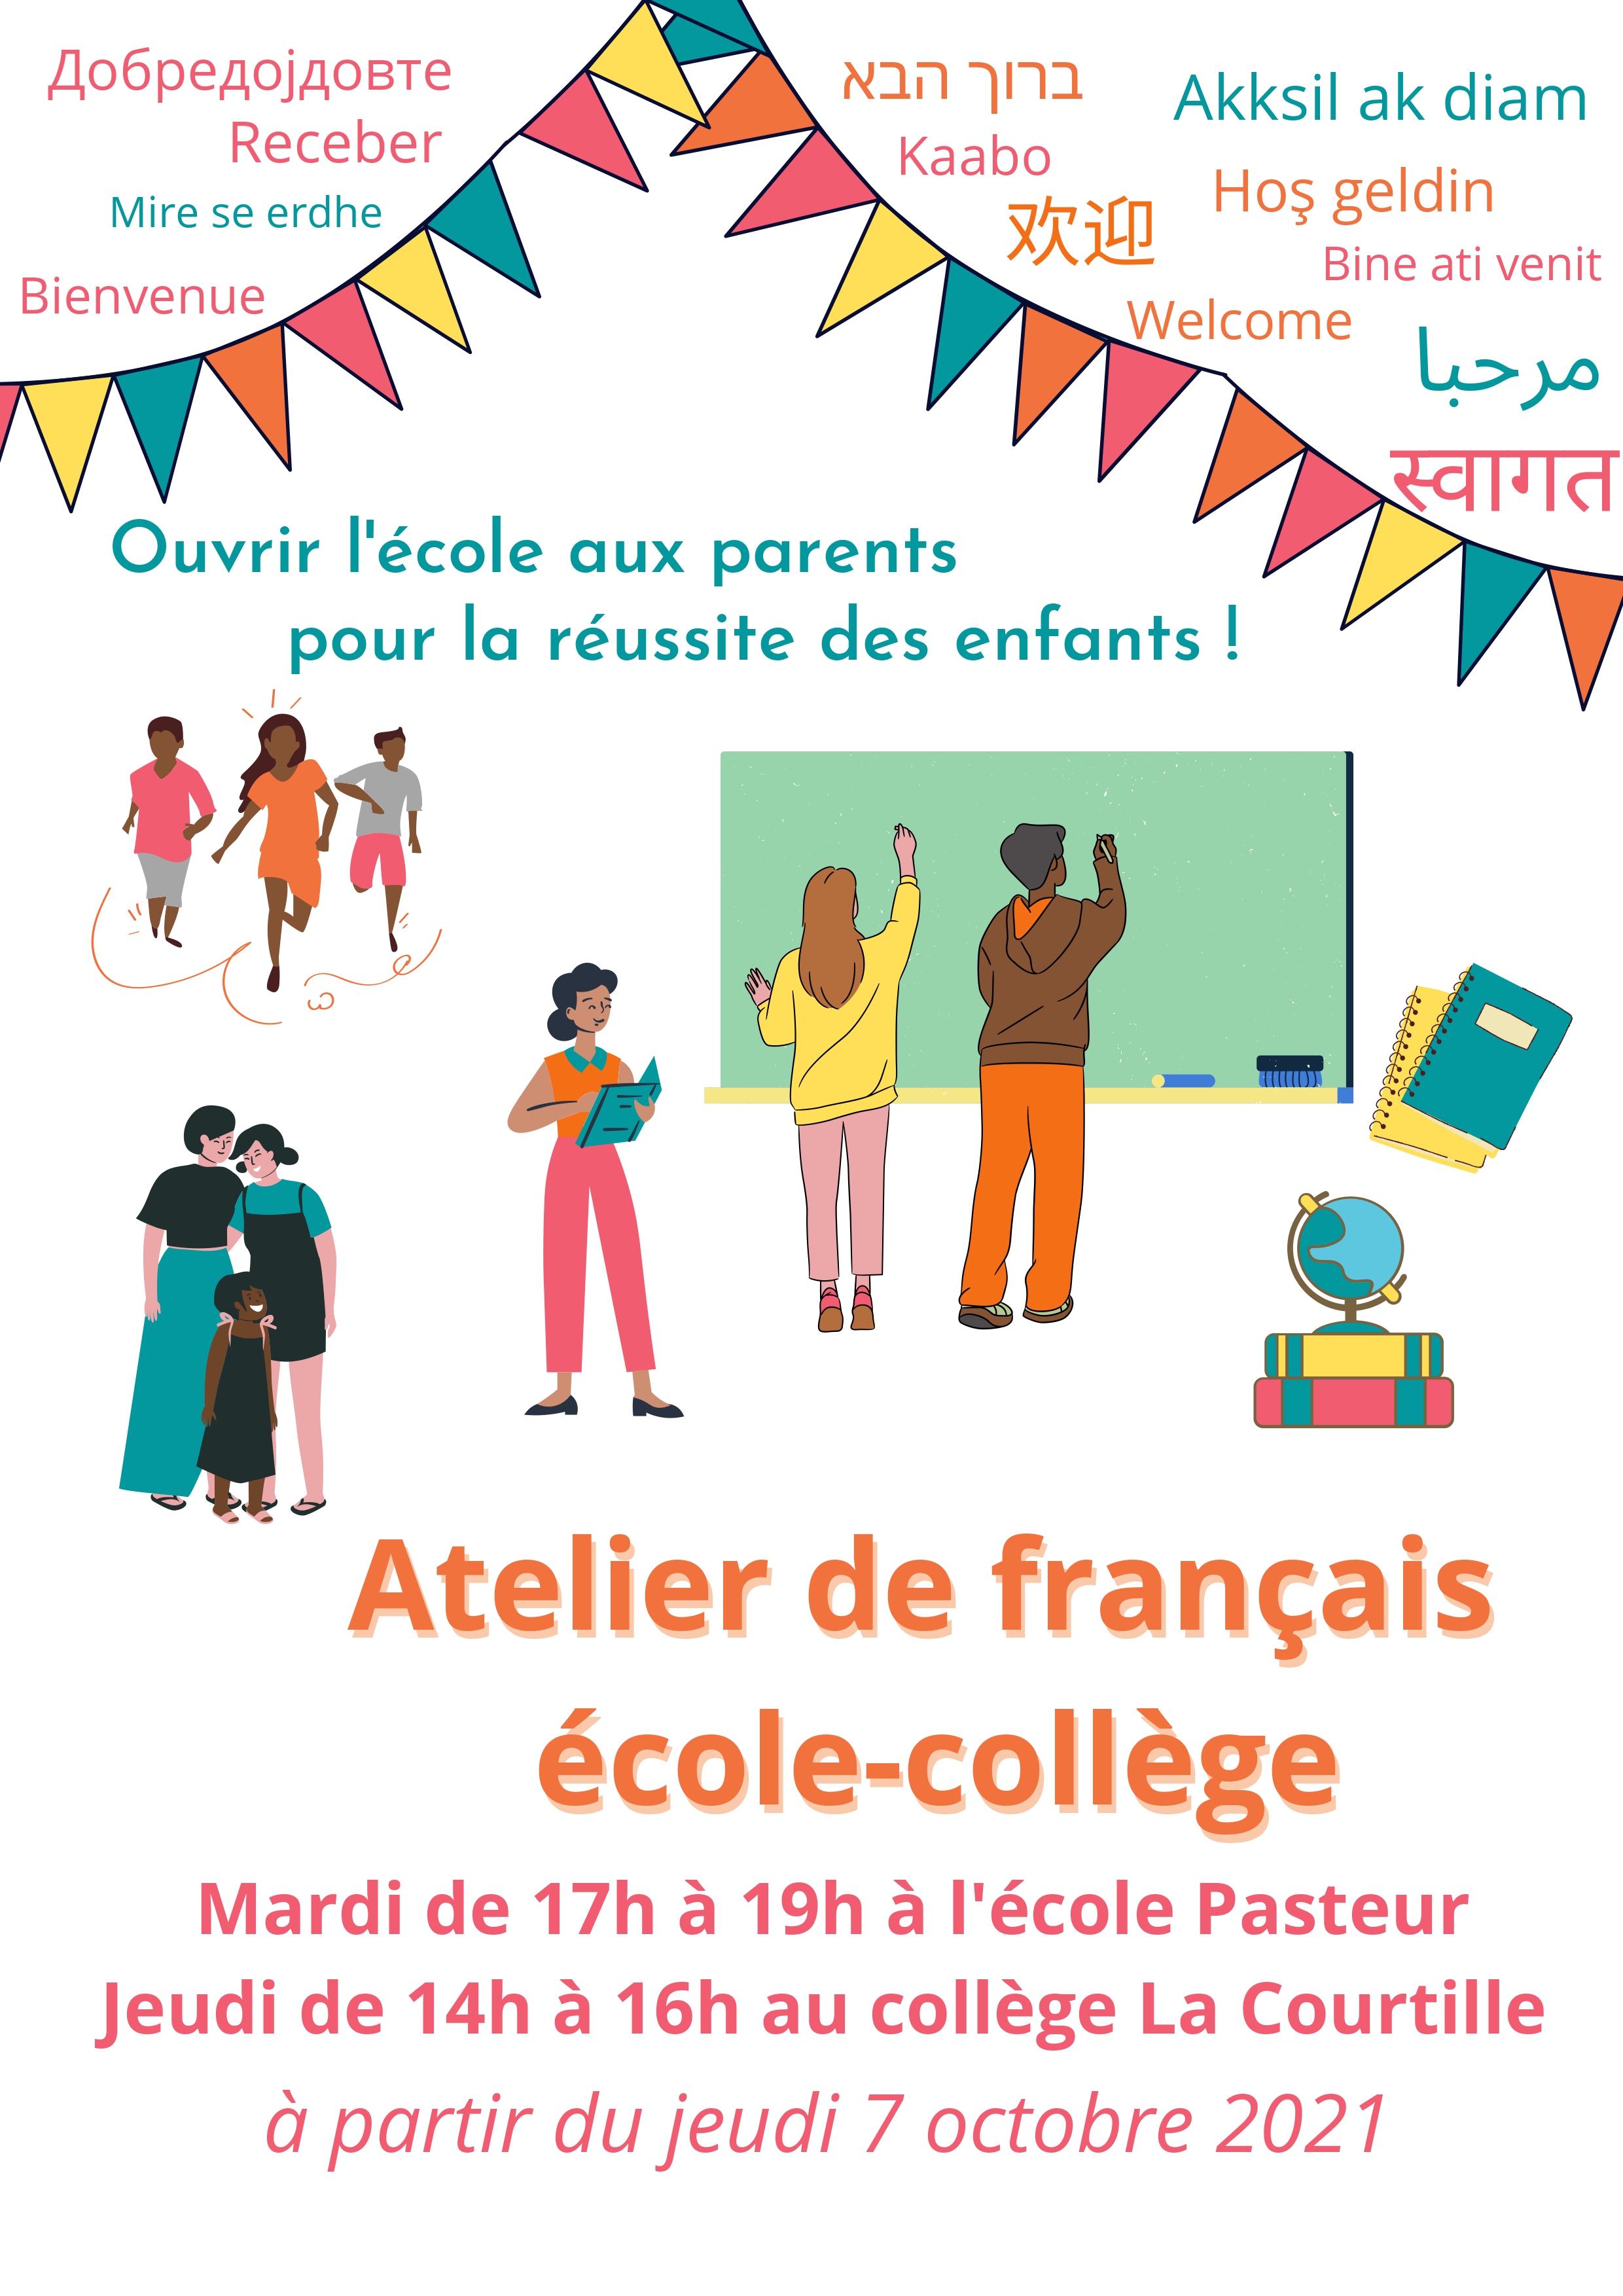 Добредојдовте
Receber
Mire se erdhe
Bienvenue
ברוך הבא
Kaabo
欢迎
Akksil ak diam
Hoş geldin
Bine ati venit
Welcome
مرحبا
स्वागत
Ouvrir l'école aux parents
pour la réussite des enfants !
Atelier de français
école-collège
Mardi de 17h à 19h à l'école Pasteur
Jeudi de 14h à 16h au collège La Courtille
à partir du jeudi 7 octobre 2021